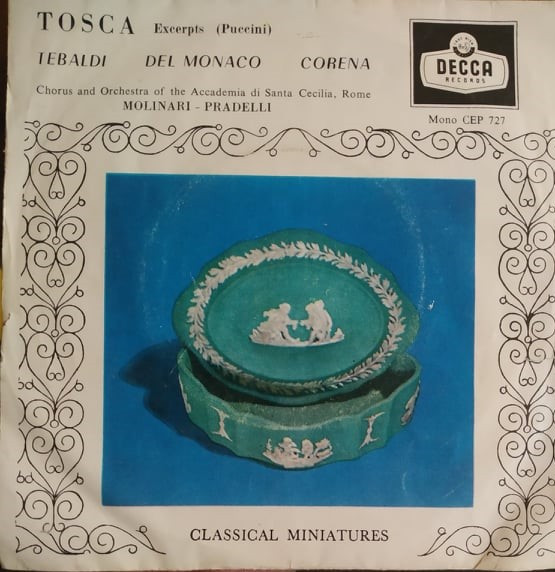 TOSCA Excerpts (Puccini)
TEBALDI DEL MONACO CORENA
Chorus and Orchestra of the Accademia di Santa Cecilia, Rome
MOLINARI - PRADELLI
DECCA
RECORDS
Mono CEP 727
CLASSICAL MINIATURES